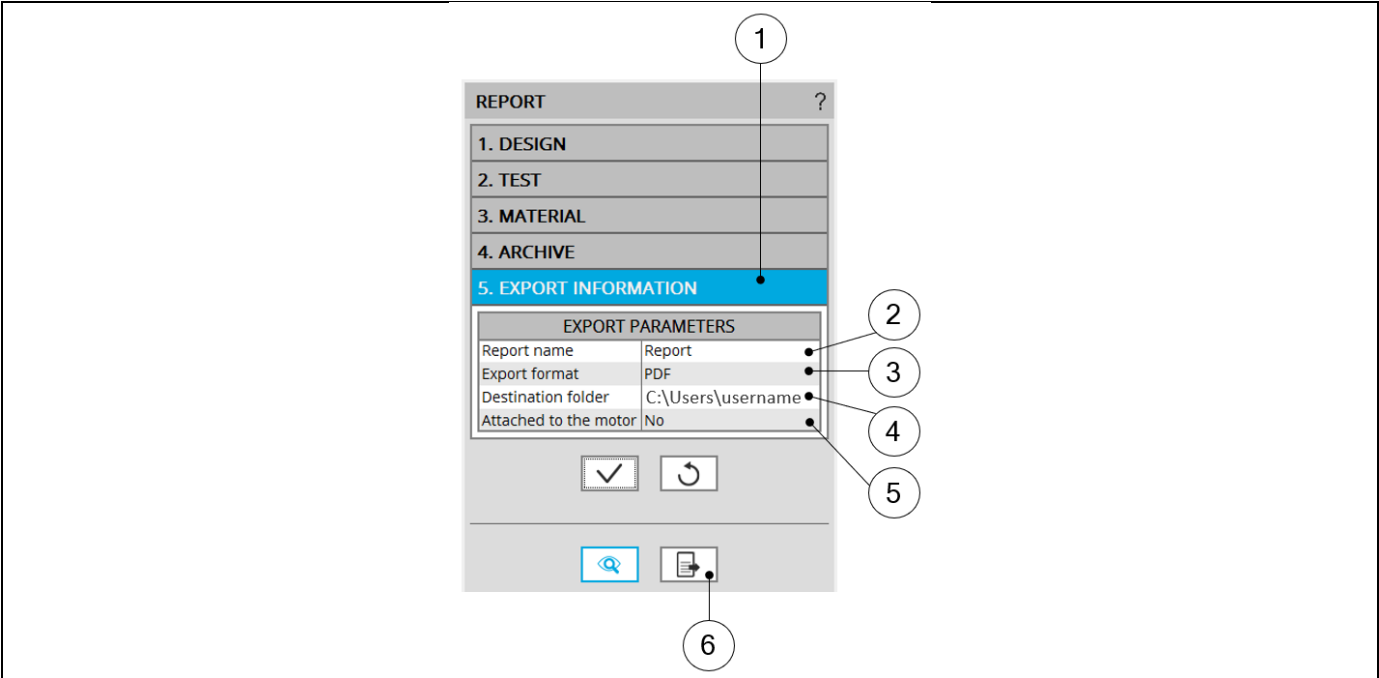 1
REPORT ?
1. DESIGN
2. TEST
3. MATERIAL
4. ARCHIVE
5. EXPORT INFORMATION
EXPORT PARAMETERS
Report name Report
Export format PDF
Destination folder C:\Users\username
Attached to the motor No
2
3
4
5
6